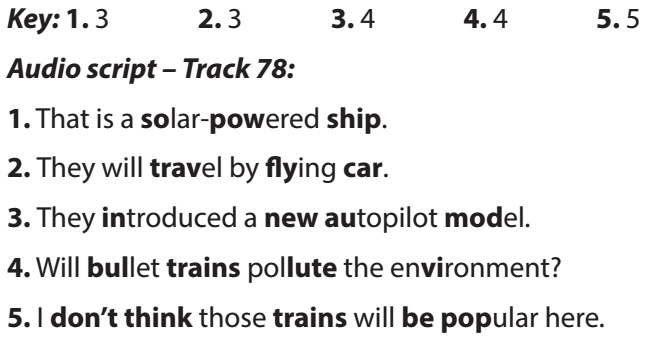 Key: 1. 3 2. 3 3. 4 4. 4 5. 5
Audio script – Track 78:
1. That is a solar-powered ship.
2. They will travel by flying car.
3. They introduced a new autopilot model.
4. Will bullet trains pollute the environment?
5. I don't think those trains will be popular here.